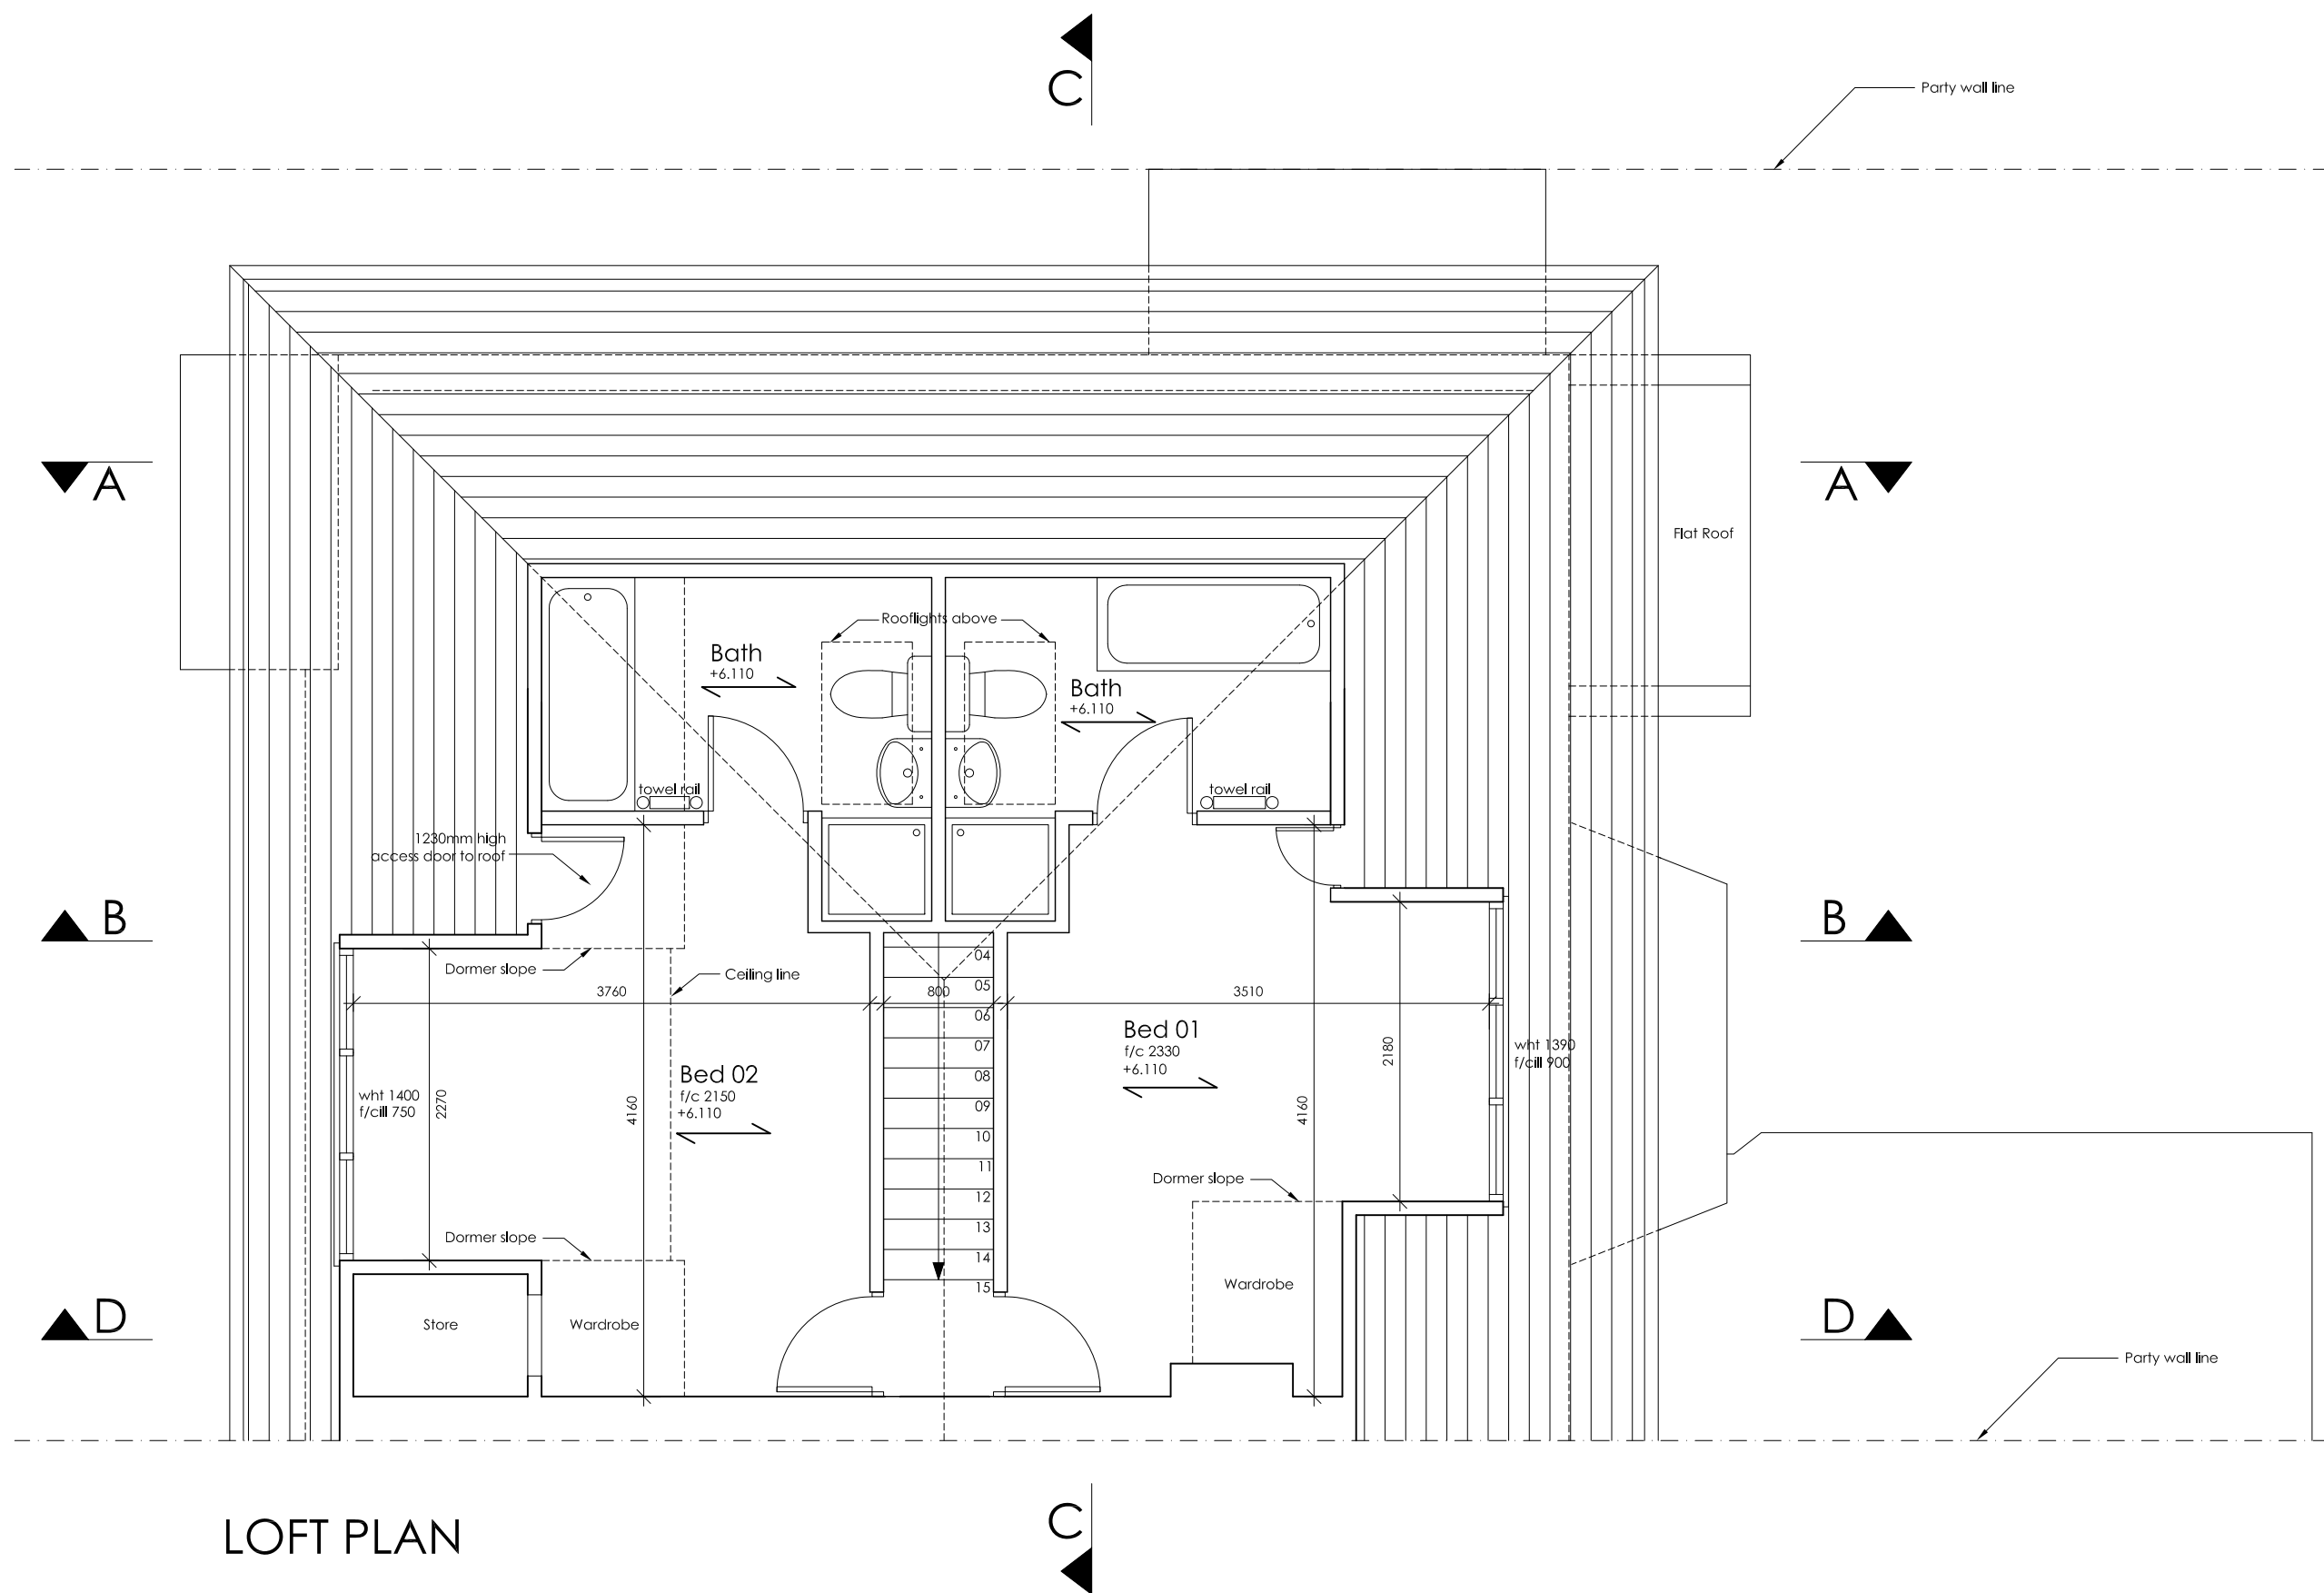 C
Party wall line
A
A
Flat Roof
Rooflights above
Bath
+6.110
Bath
+6.110
towel rail
towel rail
1230mm high
access door to roof
B
B
Dormer slope
Ceiling line
04
05
06
07
08
09
10
11
12
13
14
15
3760
800
3510
Bed 01
f/c 2330
+6.110
Bed 02
f/c 2150
+6.110
wht 1400
f/cill 750
2270
4160
4160
2180
wht 1390
f/cill 900
Dormer slope
Dormer slope
Wardrobe
Store
Wardrobe
D
D
Party wall line
C
LOFT PLAN